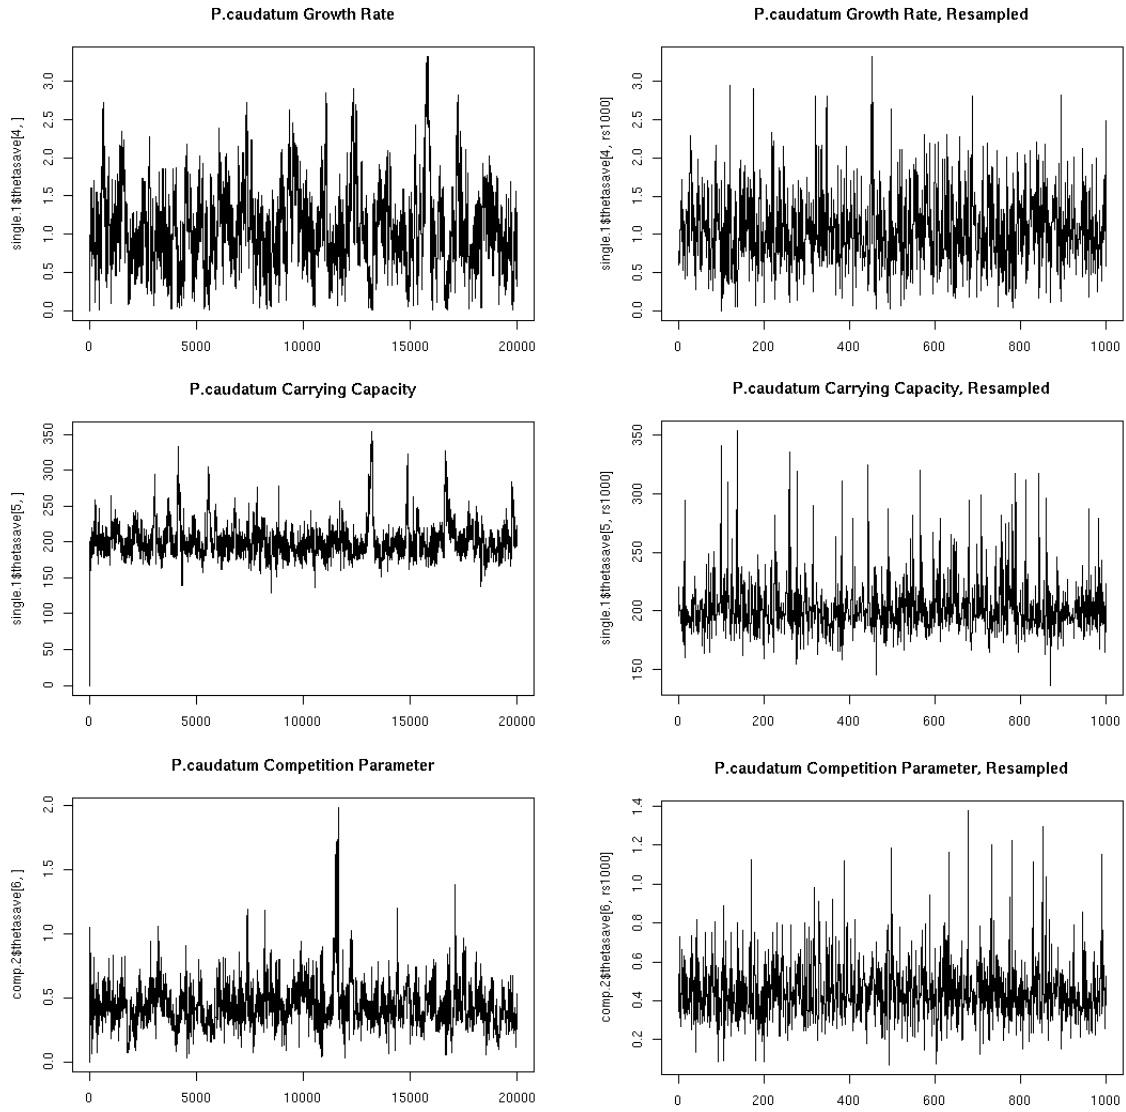 P.caudatum Growth Rate
single.1$thetasave[4, ]
0.0 0.5 1.0 1.5 2.0 2.5 3.0
0 5000 10000 15000 20000
P.caudatum Growth Rate, Resampled
single.1$thetasave[4, rs1000]
0.0 0.5 1.0 1.5 2.0 2.5 3.0
0 200 400 600 800 1000
P.caudatum Carrying Capacity
single.1$thetasave[5, ]
0 50 100 150 200 250 300 350
0 5000 10000 15000 20000
P.caudatum Carrying Capacity, Resampled
single.1$thetasave[5, rs1000]
150 200 250 300 350
0 200 400 600 800 1000
P.caudatum Competition Parameter
comp.2$thetasave[6, ]
0.0 0.5 1.0 1.5 2.0
0 5000 10000 15000 20000
P.caudatum Competition Parameter, Resampled
comp.2$thetasave[6, rs1000]
0.2 0.4 0.6 0.8 1.0 1.2 1.4
0 200 400 600 800 1000